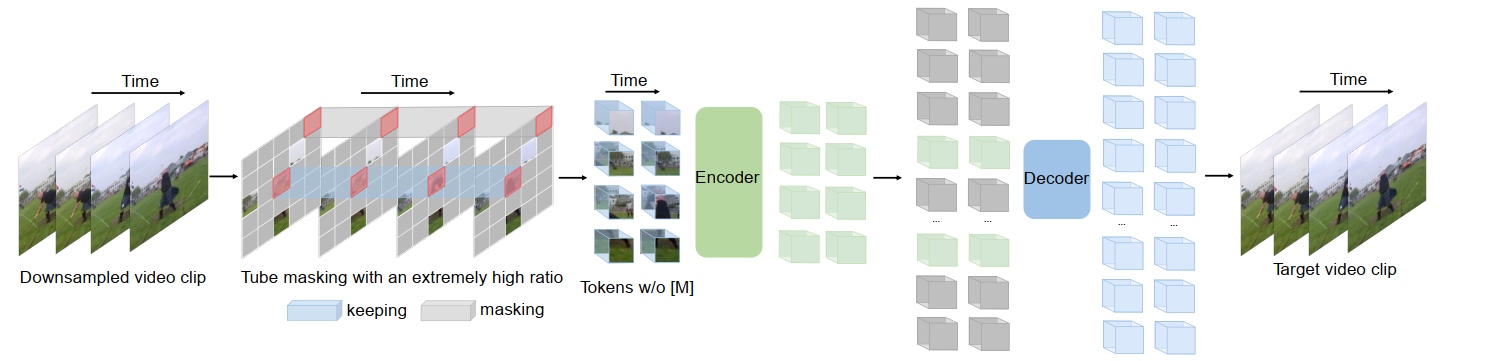 Time
Time
Time
Time
Encoder
Decoder
...
...
...
...
Downsampled video clip
Tube masking with an extremely high ratio
Tokens w/o [M]
Target video clip
keeping
masking